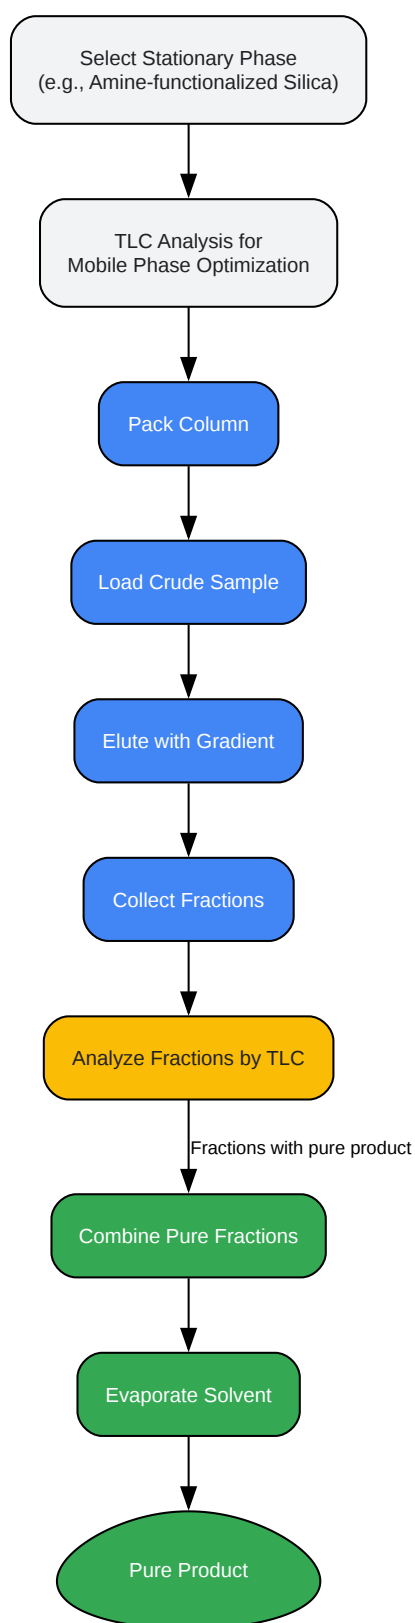 Select Stationary Phase
(e.g., Amine-functionalized Silica)
TLC Analysis for
Mobile Phase Optimization
Pack Column
Load Crude Sample
Elute with Gradient
Collect Fractions
Analyze Fractions by TLC
Fractions with pure product
Combine Pure Fractions
Evaporate Solvent
Pure Product